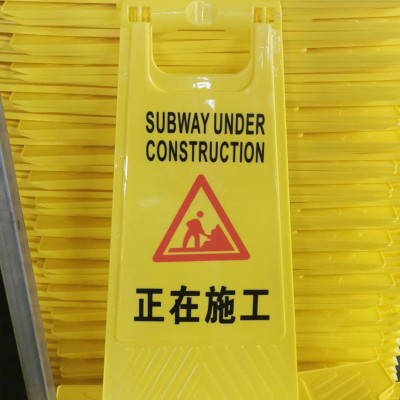 SUBWAY UNDER
CONSTRUCTION
正在施工